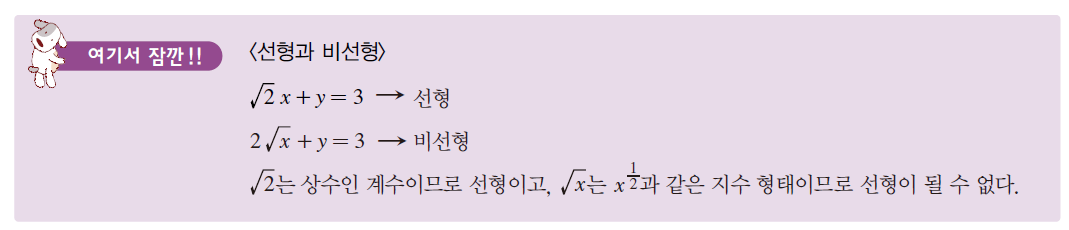 여기서 잠깐!!
〈선형과 비선형〉
√2 x + y = 3 → 선형
2√x + y = 3 → 비선형
√2는 상수인 계수이므로 선형이고, √x는 x^(1/2)과 같은 지수 형태이므로 선형이 될 수 없다.